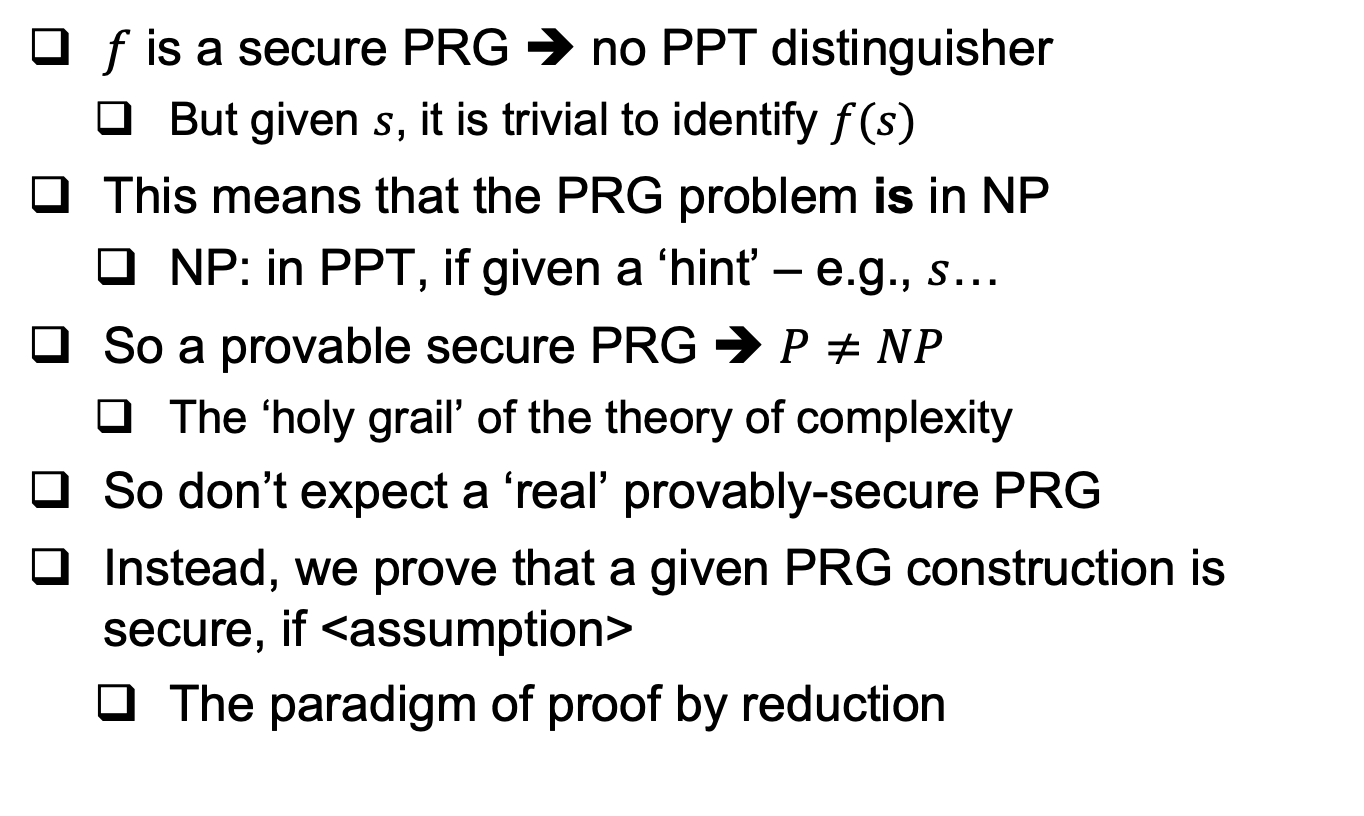 ❑ f is a secure PRG ➔ no PPT distinguisher
❑ But given s, it is trivial to identify f(s)
❑ This means that the PRG problem is in NP
❑ NP: in PPT, if given a ‘hint’ – e.g., s…
❑ So a provable secure PRG ➔ P ≠ NP
❑ The ‘holy grail’ of the theory of complexity
❑ So don’t expect a ‘real’ provably-secure PRG
❑ Instead, we prove that a given PRG construction is
secure, if <assumption>
❑ The paradigm of proof by reduction